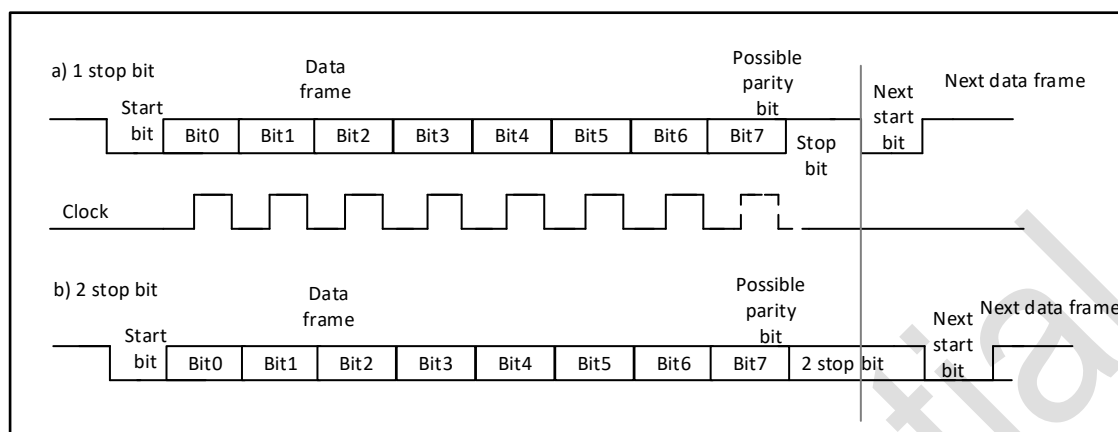 a) 1 stop bit
Data
frame
Possible
parity
bit
Next data frame
Start
bit
Next
start
bit
Bit0 Bit1 Bit2 Bit3 Bit4 Bit5 Bit6 Bit7
Stop
bit
Clock
b) 2 stop bit
Data
frame
Possible
parity
bit
Next data frame
Start
bit
Next
start
bit
Bit0 Bit1 Bit2 Bit3 Bit4 Bit5 Bit6 Bit7 2 stop bit
tial